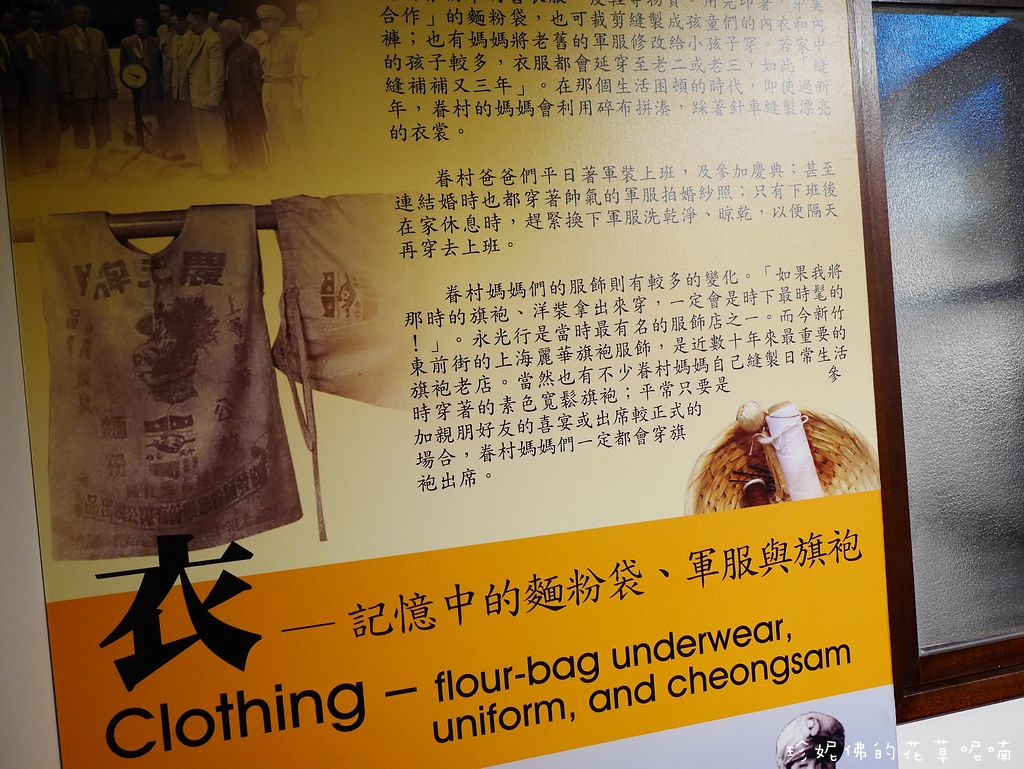 合作」的麵粉袋，也可裁剪縫製成孩童們的內衣和內
褲；也有媽媽將老舊的軍服修改給小孩子穿。若家中
的孩子較多，衣服都會延穿至老二或老三，如此「縫
縫補補又三年」。在那個生活困頓的時代，即使過新
年，眷村的媽媽會利用碎布拼湊，踩著針車縫製漂亮
的衣裳。
眷村爸爸們平日著軍裝上班，及參加慶典；甚至
連結婚時也都穿著帥氣的軍服拍婚紗照；只有下班後
在家休息時，趕緊換下軍服洗乾淨、晾乾，以便隔天
再穿去上班。
眷村媽媽們的服飾則有較多的變化。「如果我將
那時的旗袍、洋裝拿出來穿，一定會是時下最時髦的
！」。永光行是當時最有名的服飾店之一。而今新竹
東前街的上海麗華旗袍服飾，是近數十年來最重要的
旗袍老店。當然也有不少眷村媽媽自己縫製日常生活
時穿著的素色寬鬆旗袍；平常只要是參
加親朋好友的喜宴或出席較正式的
場合，眷村媽媽們一定都會穿旗
袍出席。
牌王農
衣 — 記憶中的麵粉袋、軍服與旗袍
Clothing – flour-bag underwear,
uniform, and cheongsam
珍妮佛的花草呢喃